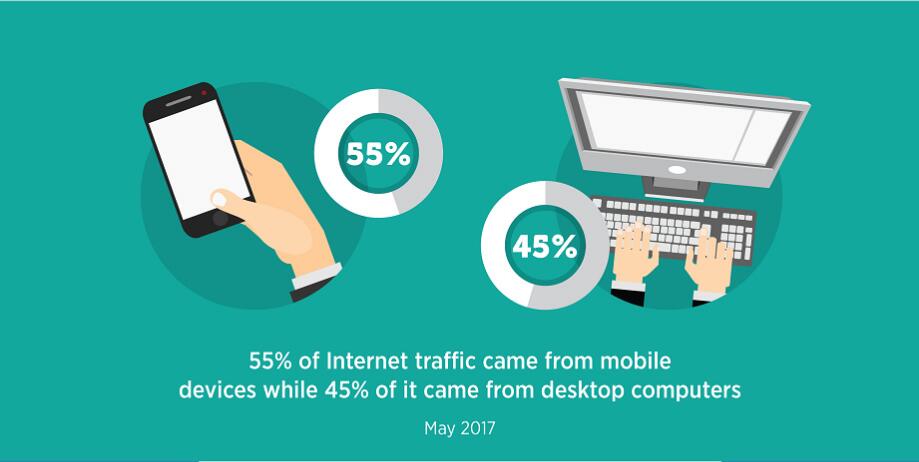 55%
45%
55% of Internet traffic came from mobile
devices while 45% of it came from desktop computers
May 2017